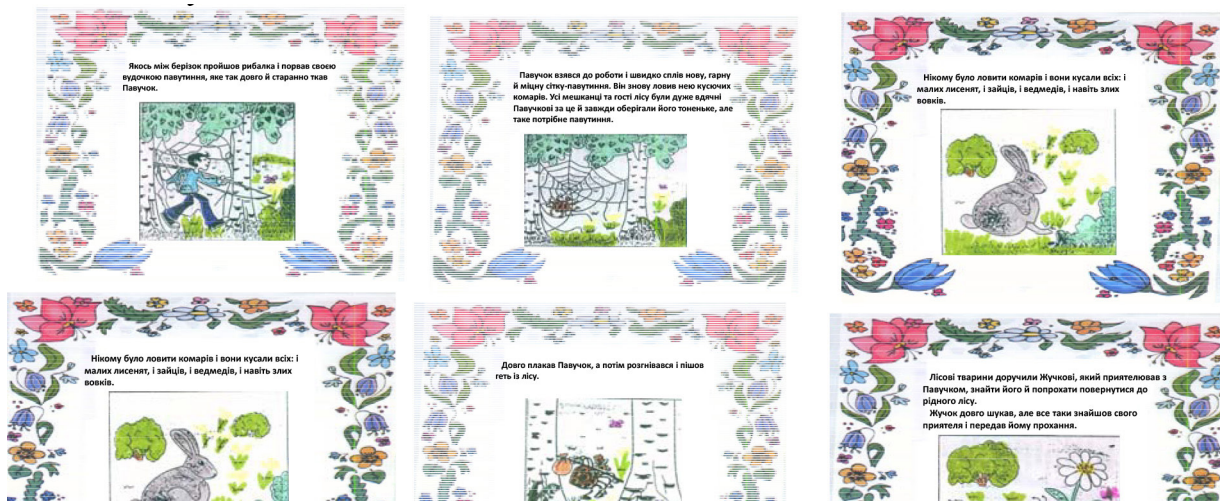 Якось між берізок пройшов рибалка і порвав своєю
вудочкою павутиння, яке так довго й старанно ткав
Павучок.
Павучок взявся до роботи і швидко сплів нову, гарну
й міцну сітку-павутиння. Він знову ловив нею кусючих
комарів. Усі мешканці та гості лісу були дуже вдячні
Павучкові за це й завжди оберігали його тоненьке, але
таке потрібне павутиння.
Нікому було ловити комарів і вони кусали всіх: і
малих лисенят, і зайців, і ведмедів, і навіть злих
вовків.
Нікому було ловити комарів і вони кусали всіх: і
малих лисенят, і зайців, і ведмедів, і навіть злих
вовків.
Довго плакав Павучок, а потім розгнівався і пішов
геть із лісу.
Лісові тварини доручили Жучкові, який приятелював з
Павучком, знайти його й попрохати повернутися до
рідного лісу.
Жучок довго шукав, але все таки знайшов свого
приятеля і передав йому прохання.